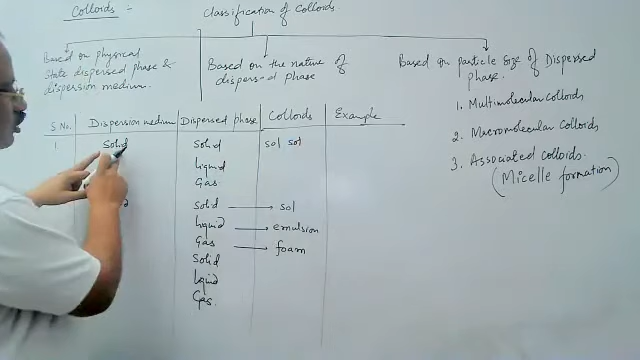 Colloids :-
Classification of Colloids.
Based on physical
state dispersed phase &
dispersion medium.
Based on the nature of
dispersed phase
Based on particle size of Dispersed
phase.
1. Multimolecular colloids
2. Macromolecular Colloids
3. Associated colloids.
(Micelle formation)
S No. Dispersion medium Dispersed phase Colloids Example
1 Solid Solid sol sol
Liquid
Gas
Solid → sol
Liquid → emulsion
Gas → foam
Solid
Liquid
Gas.